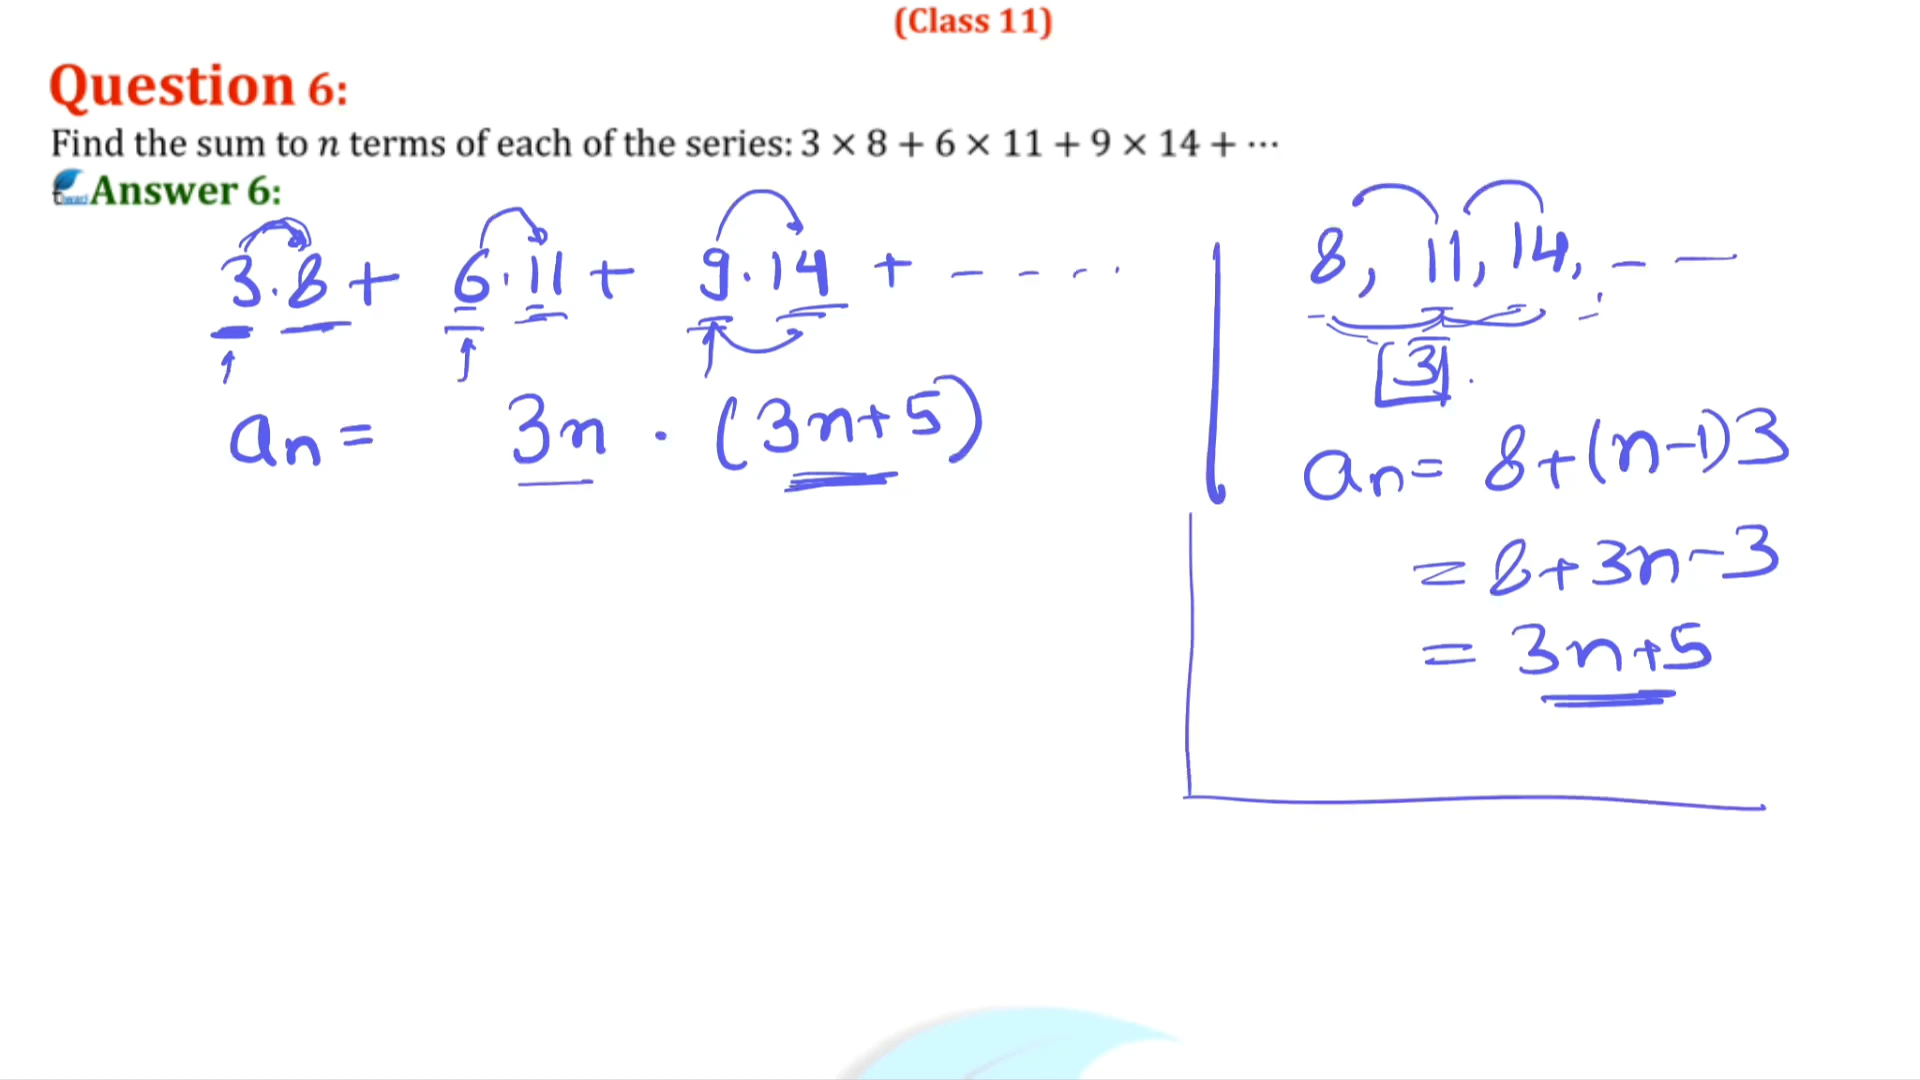 (Class 11)
Question 6:
Find the sum to n terms of each of the series: 3 × 8 + 6 × 11 + 9 × 14 + ⋯
Answer 6:
3.8 + 6.11 + 9.14 + - - - -
an = 3n . (3n+5)
8, 11, 14, - -
3
an = 8+(n-1)3
= 8+3n-3
= 3n+5